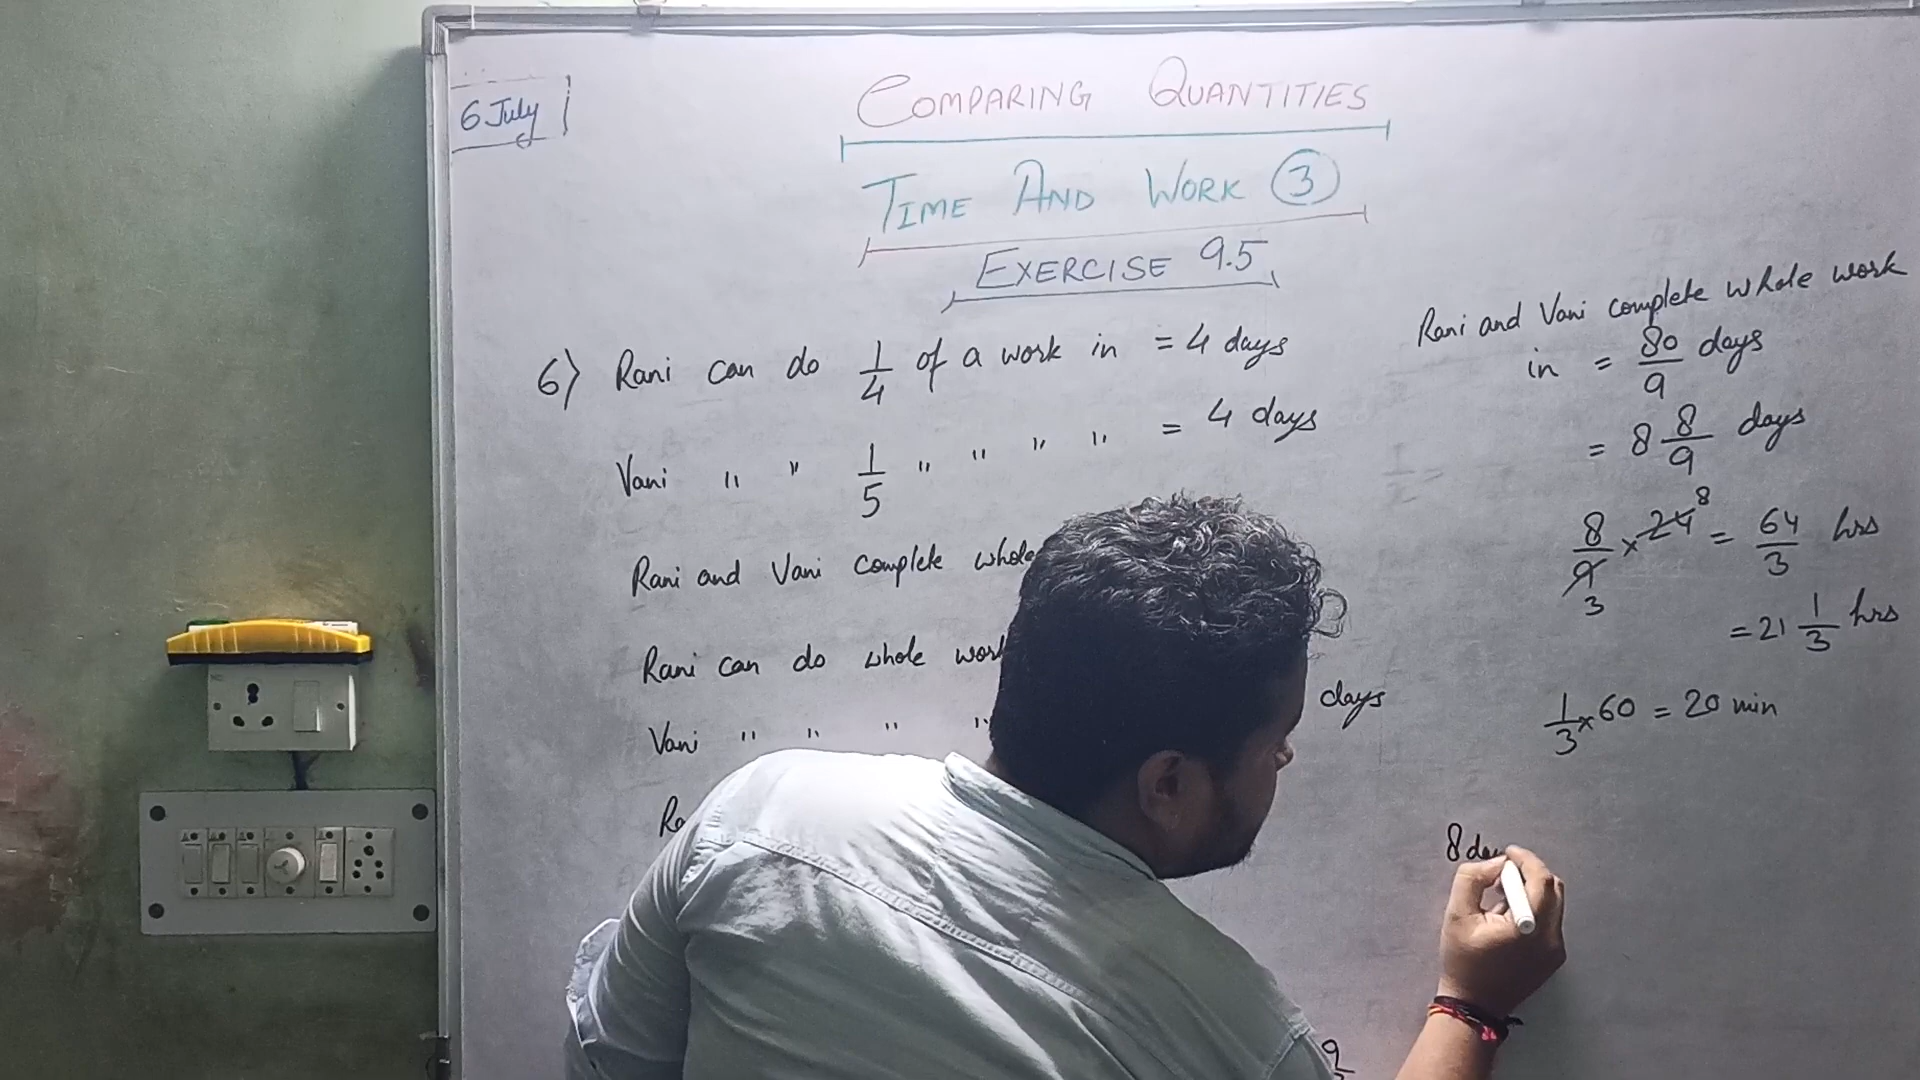 6 July
COMPARING QUANTITIES
TIME AND WORK 3
EXERCISE 9.5
6) Rani can do 1/4 of a work in = 4 days
Vani " " 1/5 " " " " = 4 days
Rani and Vani complete whole
Rani can do whole work
days
Vani " " " "
9
Rani and Vani complete whole work
in = 80/9 days
= 8 8/9 days
8/9 3 × 24 8 = 64/3 hrs
= 21 1/3 hrs
1/3 × 60 = 20 min
8 day